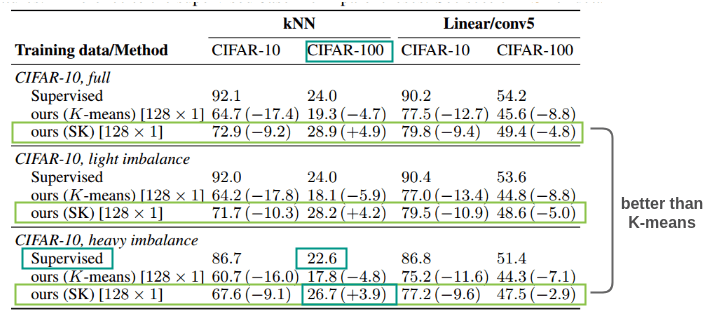 kNN Linear/conv5
Training data/Method CIFAR-10 CIFAR-100 CIFAR-10 CIFAR-100
CIFAR-10, full
Supervised 92.1 24.0 90.2 54.2
ours (K-means) [128 × 1] 64.7 (−17.4) 19.3 (−4.7) 77.5 (−12.7) 45.6 (−8.8)
ours (SK) [128 × 1] 72.9 (−9.2) 28.9 (+4.9) 79.8 (−9.4) 49.4 (−4.8)
CIFAR-10, light imbalance
Supervised 92.0 24.0 90.4 53.6
ours (K-means) [128 × 1] 64.2 (−17.8) 18.1 (−5.9) 77.0 (−13.4) 44.8 (−8.8)
ours (SK) [128 × 1] 71.7 (−10.3) 28.2 (+4.2) 79.5 (−10.9) 48.6 (−5.0)
better than
K-means
CIFAR-10, heavy imbalance
Supervised 86.7 22.6 86.8 51.4
ours (K-means) [128 × 1] 60.7 (−16.0) 17.8 (−4.8) 75.2 (−11.6) 44.3 (−7.1)
ours (SK) [128 × 1] 67.6 (−9.1) 26.7 (+3.9) 77.2 (−9.6) 47.5 (−2.9)